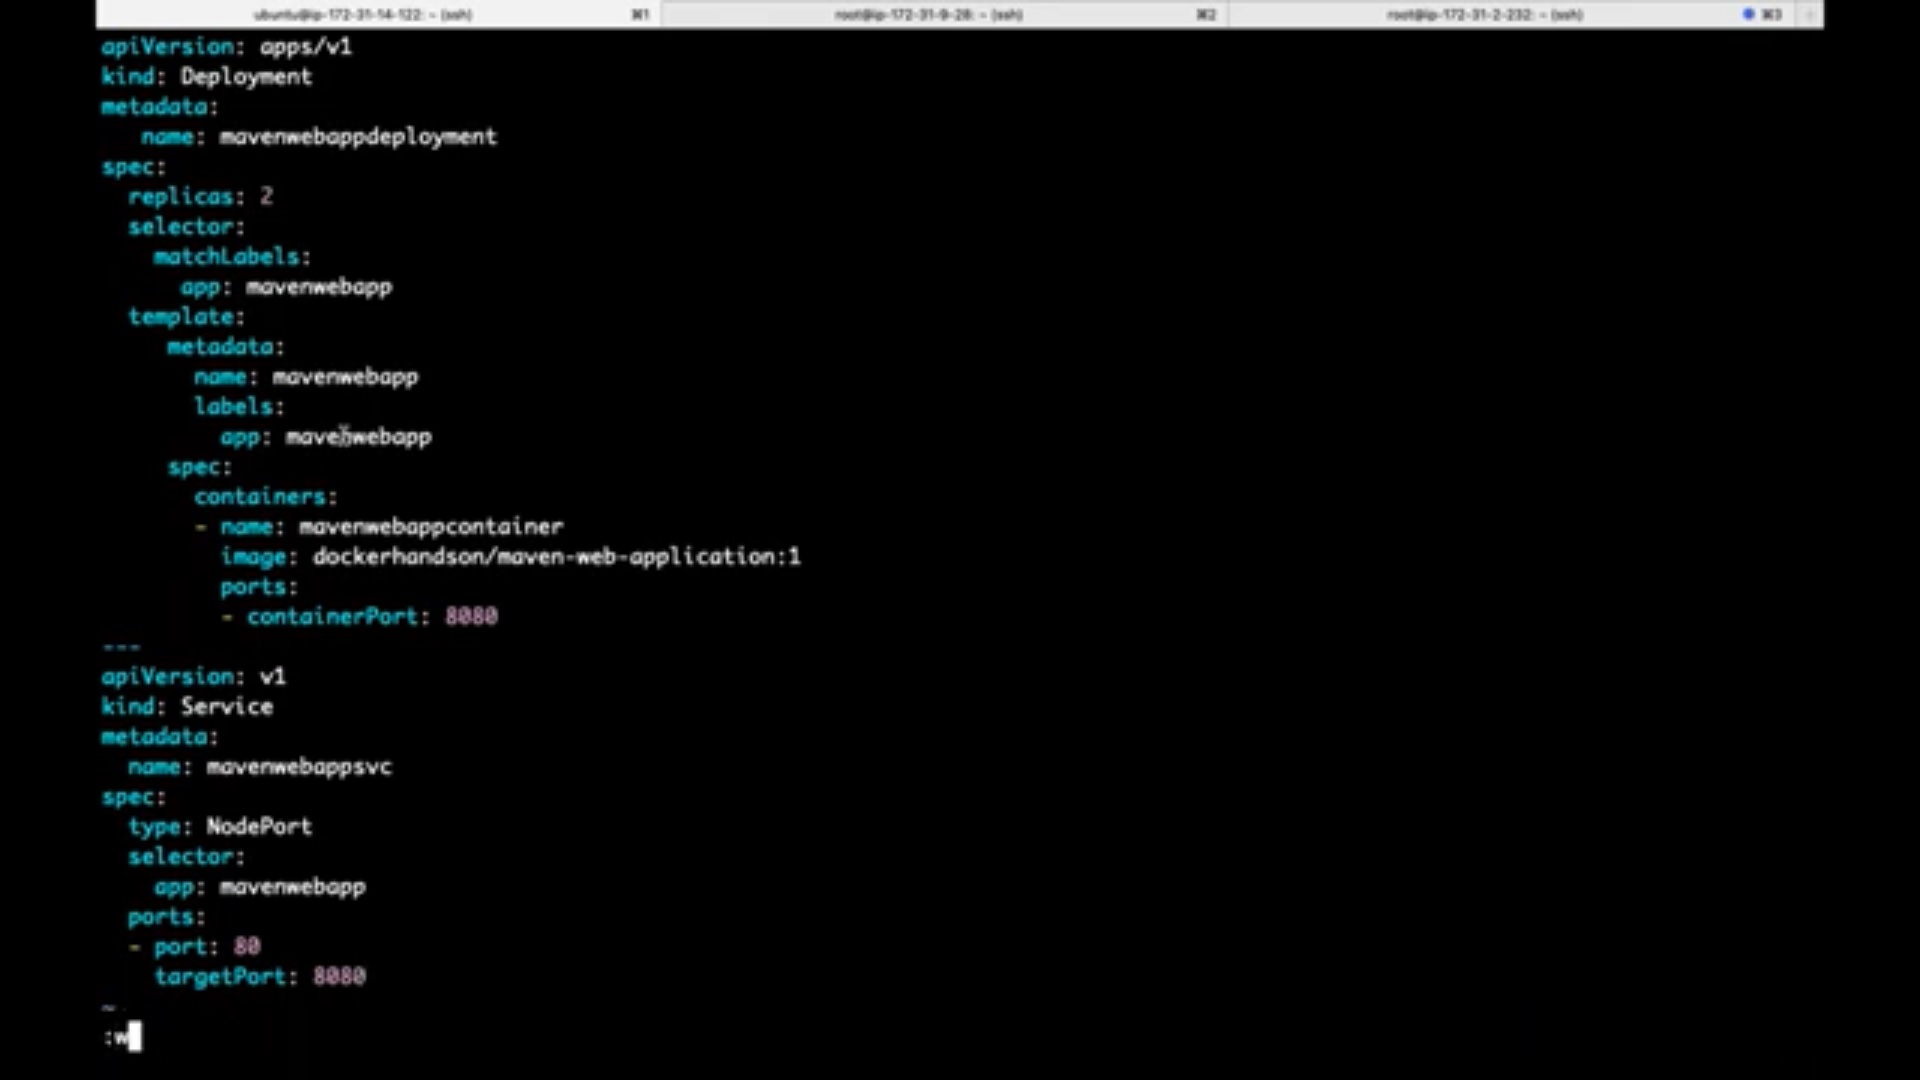 ubuntu@ip-172-31-14-122: ~ (ssh) ⌘1 root@ip-172-31-9-28: ~ (ssh) ⌘2 root@ip-172-31-2-232: ~ (ssh) ⌘3
apiVersion: apps/v1
kind: Deployment
metadata:
   name: mavenwebappdeployment
spec:
  replicas: 2
  selector:
    matchLabels:
      app: mavenwebapp
  template:
     metadata:
       name: mavenwebapp
       labels:
         app: mavenwebapp
     spec:
       containers:
       - name: mavenwebappcontainer
         image: dockerhandson/maven-web-application:1
         ports:
         - containerPort: 8080
---
apiVersion: v1
kind: Service
metadata:
  name: mavenwebappsvc
spec:
  type: NodePort
  selector:
    app: mavenwebapp
  ports:
  - port: 80
    targetPort: 8080
~
:w